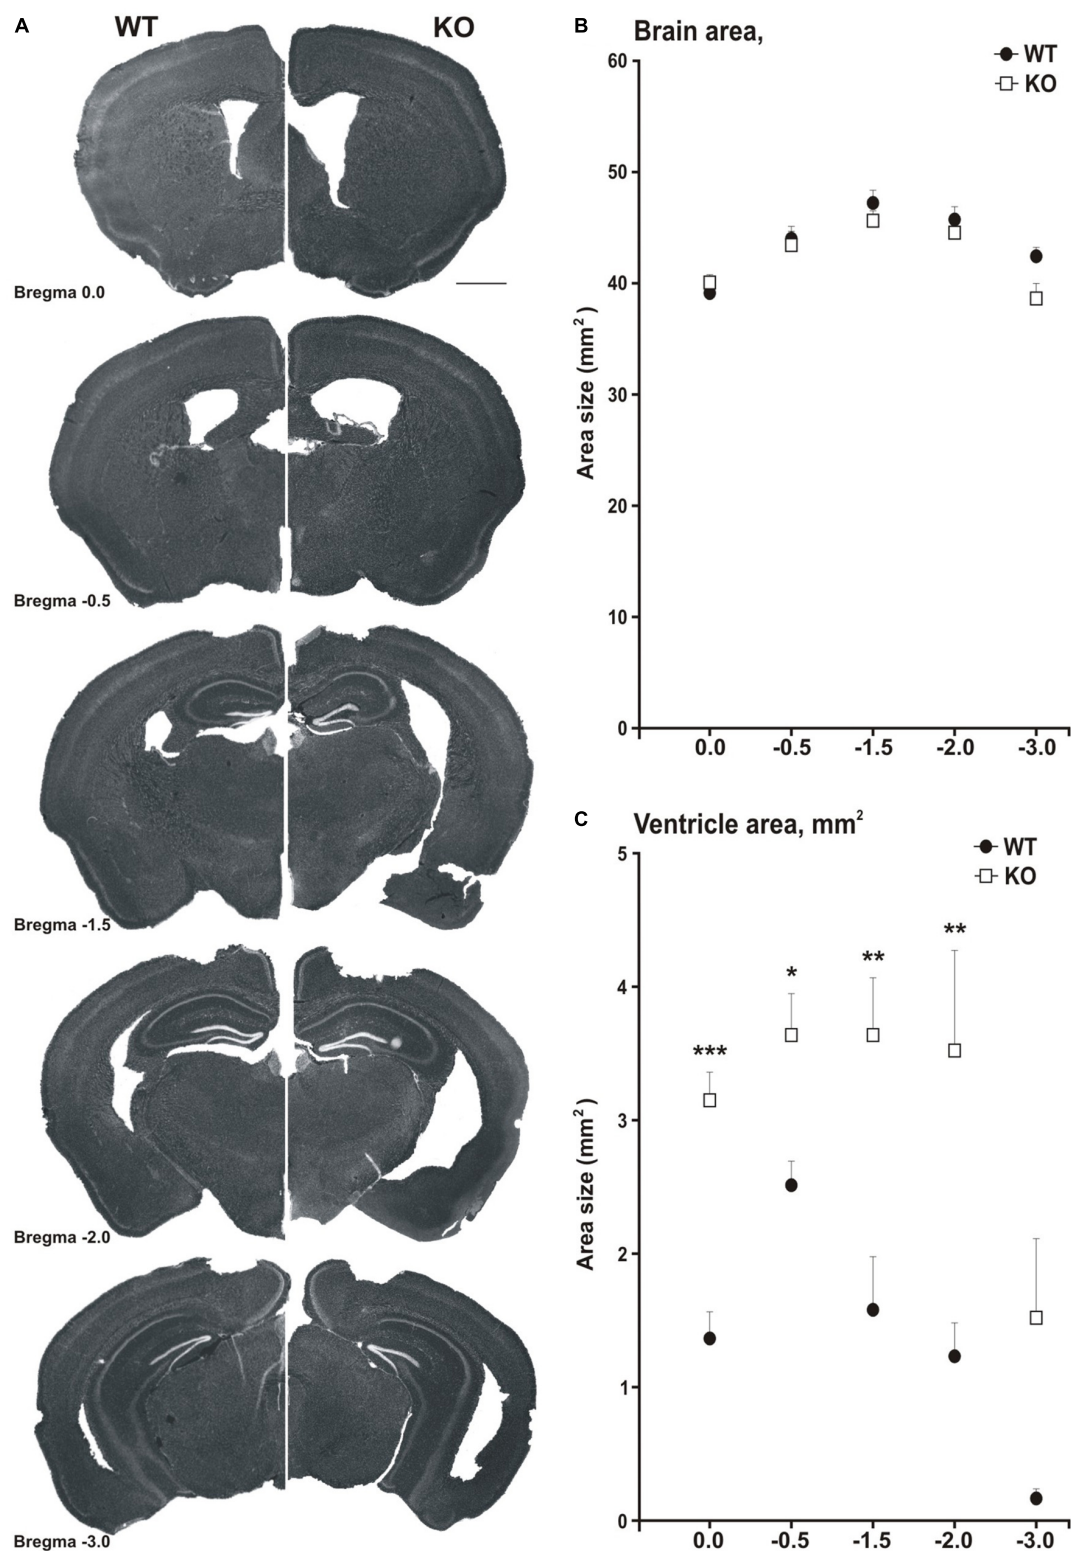 A
WT
KO
Bregma 0.0
Bregma -0.5
Bregma -1.5
Bregma -2.0
Bregma -3.0
B
Brain area,
WT
KO
60
50
40
30
20
10
0
Area size (mm²)
0.0 -0.5 -1.5 -2.0 -3.0
C
Ventricle area, mm²
WT
KO
5
4
3
2
1
0
Area size (mm²)
***
*
**
**
0.0 -0.5 -1.5 -2.0 -3.0